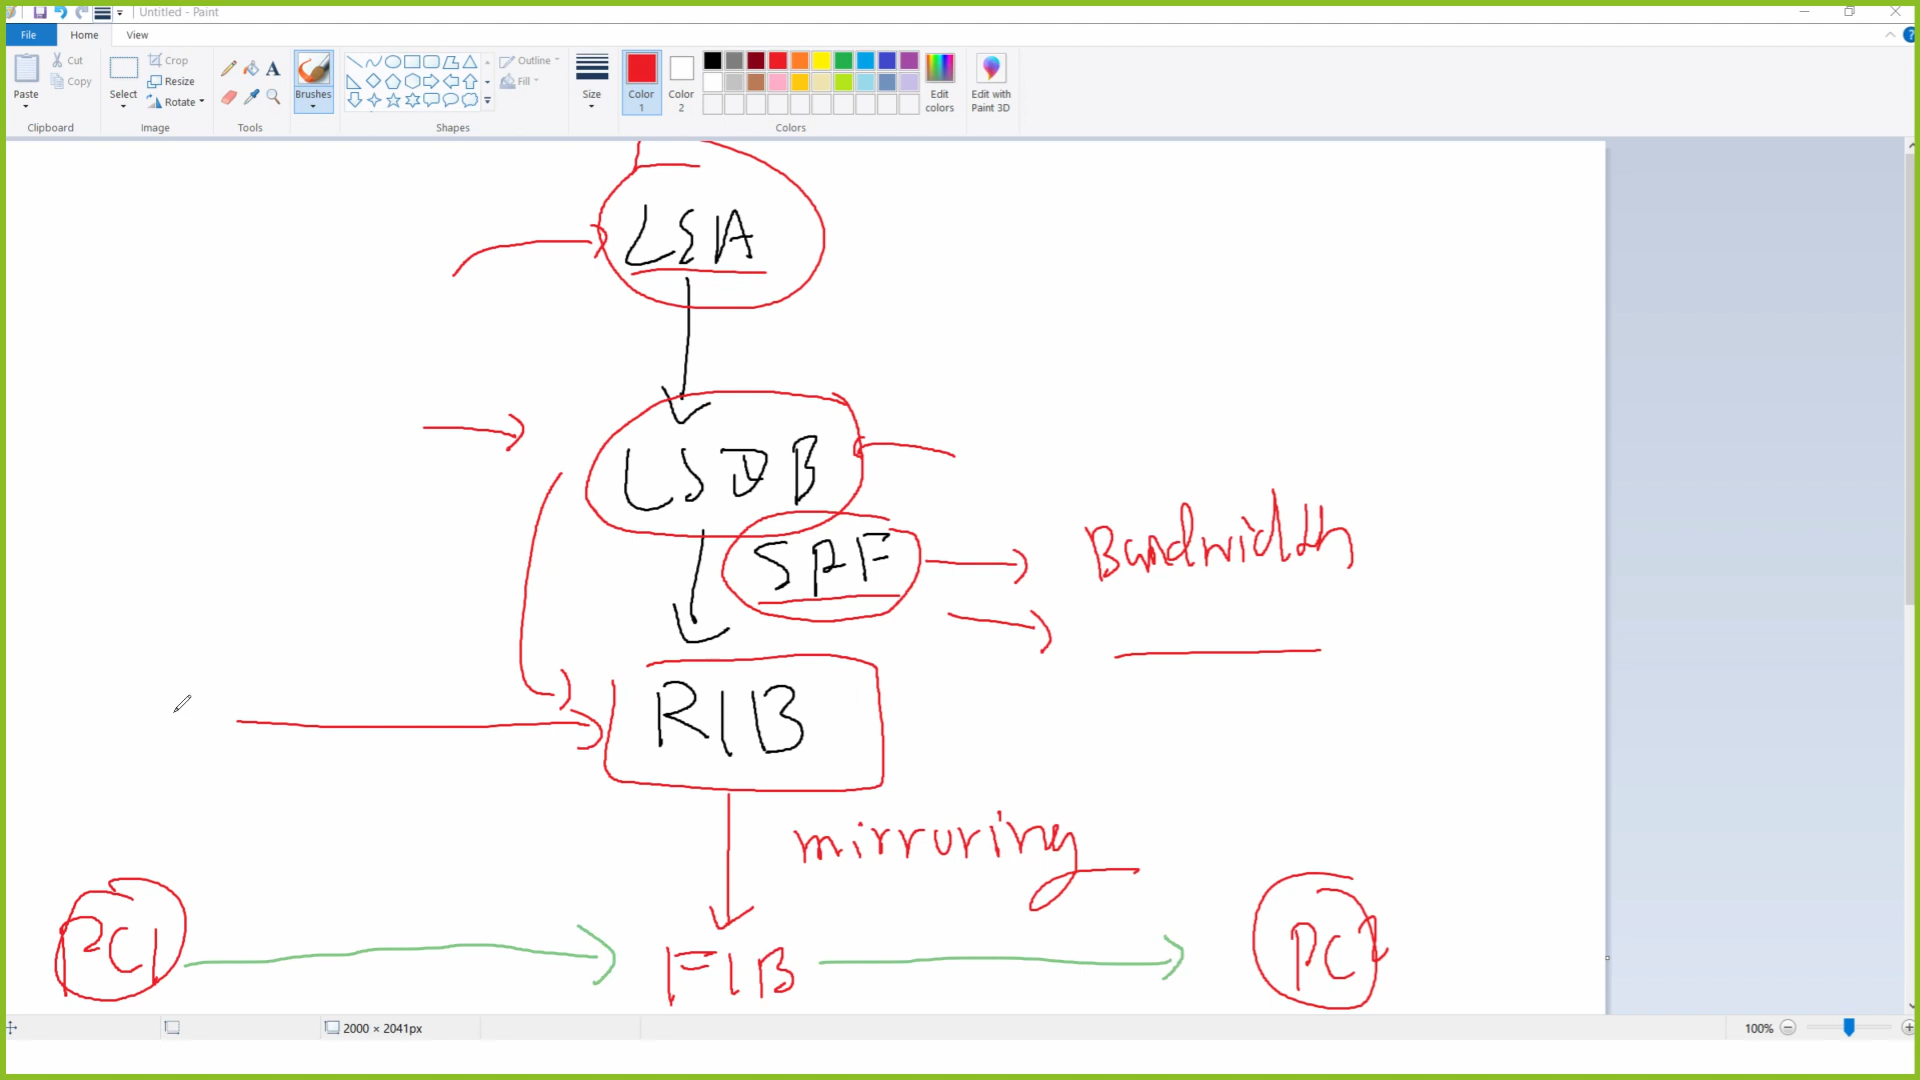 Untitled - Paint
File Home View
Paste Cut Copy
Select Crop Resize Rotate
A
Brushes
Outline Fill
Size
Color 1
Color 2
Edit colors
Edit with Paint 3D
?
Clipboard Image Tools Shapes Colors
LSA
LSDB
SPF
Bandwidth
RIB
mirruring
PC1
FIB
PC2
2000 × 2041px
100%